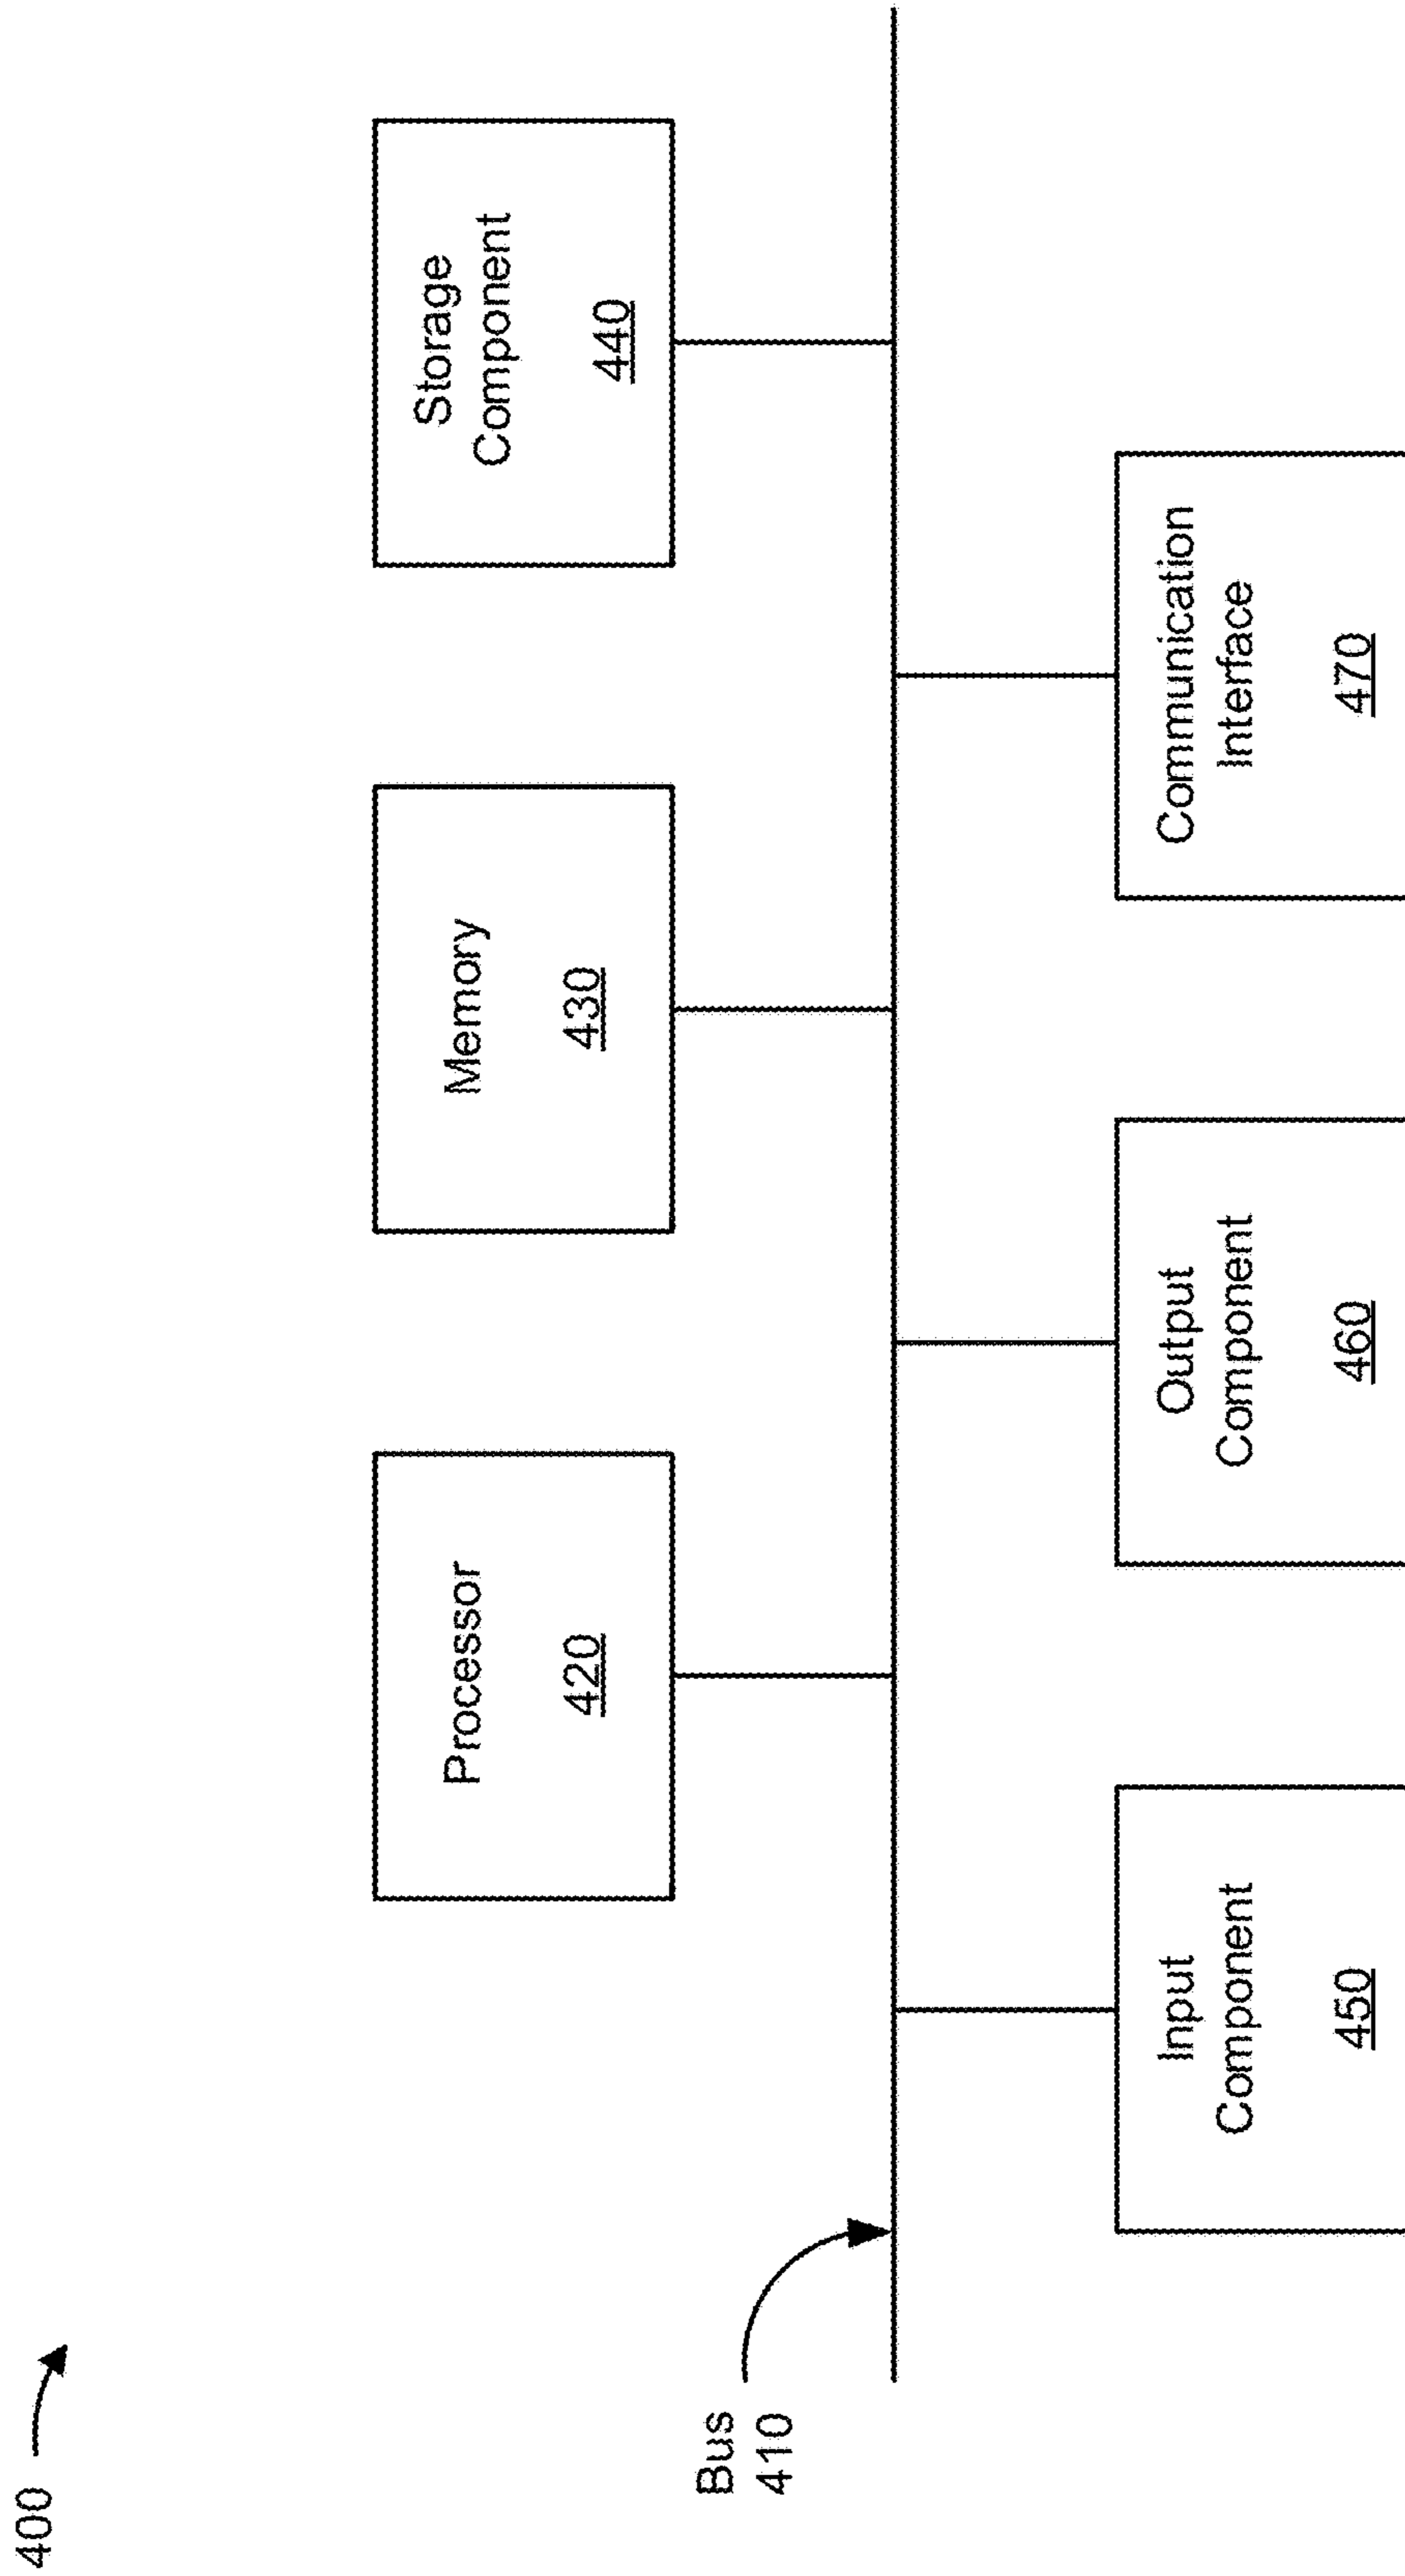 400
Processor
420
Memory
430
Storage
Component
440
Bus
410
Input
Component
450
Output
Component
460
Communication
Interface
470